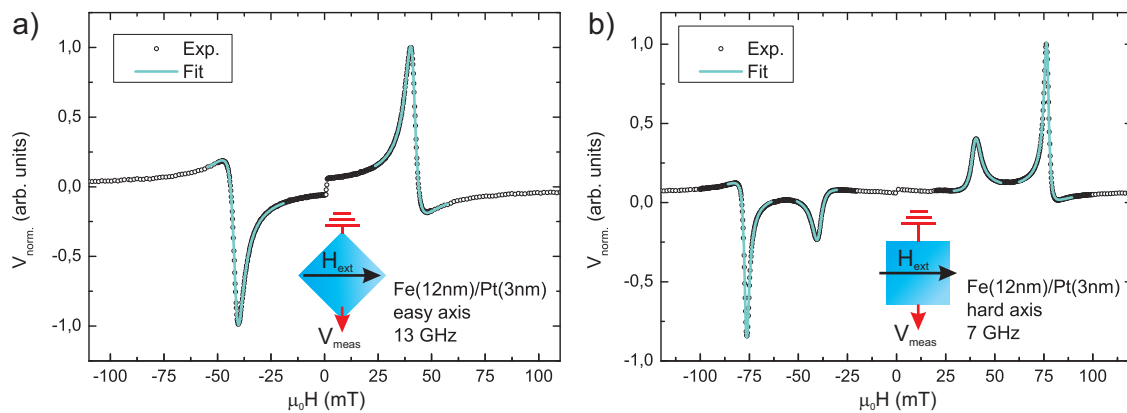 a)
Exp.
Fit
1,0
0,5
0,0
-0,5
-1,0
V_norm. (arb. units)
-100 -75 -50 -25 0 25 50 75 100
μ₀H (mT)
H_ext
V_meas
Fe(12nm)/Pt(3nm)
easy axis
13 GHz
b)
Exp.
Fit
1,0
0,5
0,0
-0,5
-1,0
V_norm. (arb. units)
-100 -75 -50 -25 0 25 50 75 100
μ₀H (mT)
H_ext
V_meas
Fe(12nm)/Pt(3nm)
hard axis
7 GHz